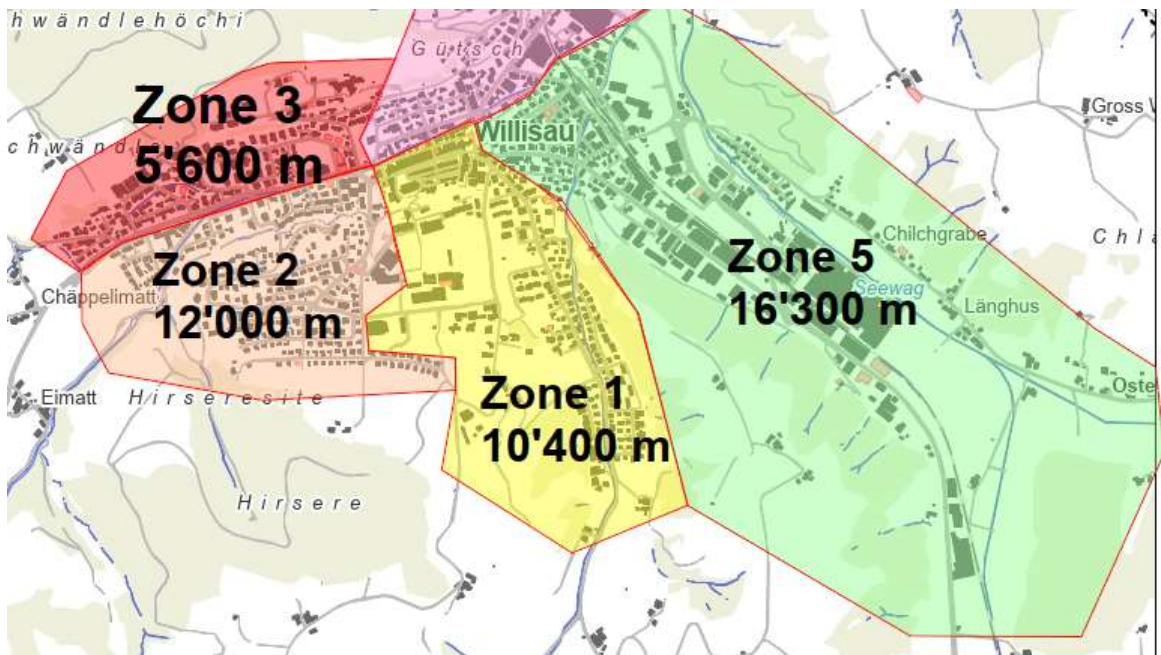 hwändlehöchi
Gütsch
Zone 3
5'600 m
chwändle
Willisau
Gross W
Zone 2
12'000 m
Chäppelimatt
Zone 5
16'300 m
Chilchgrabe
Seewag
Chla
Länghus
Zone 1
10'400 m
Eimatt
Hirseresite
Oste
Hirsere